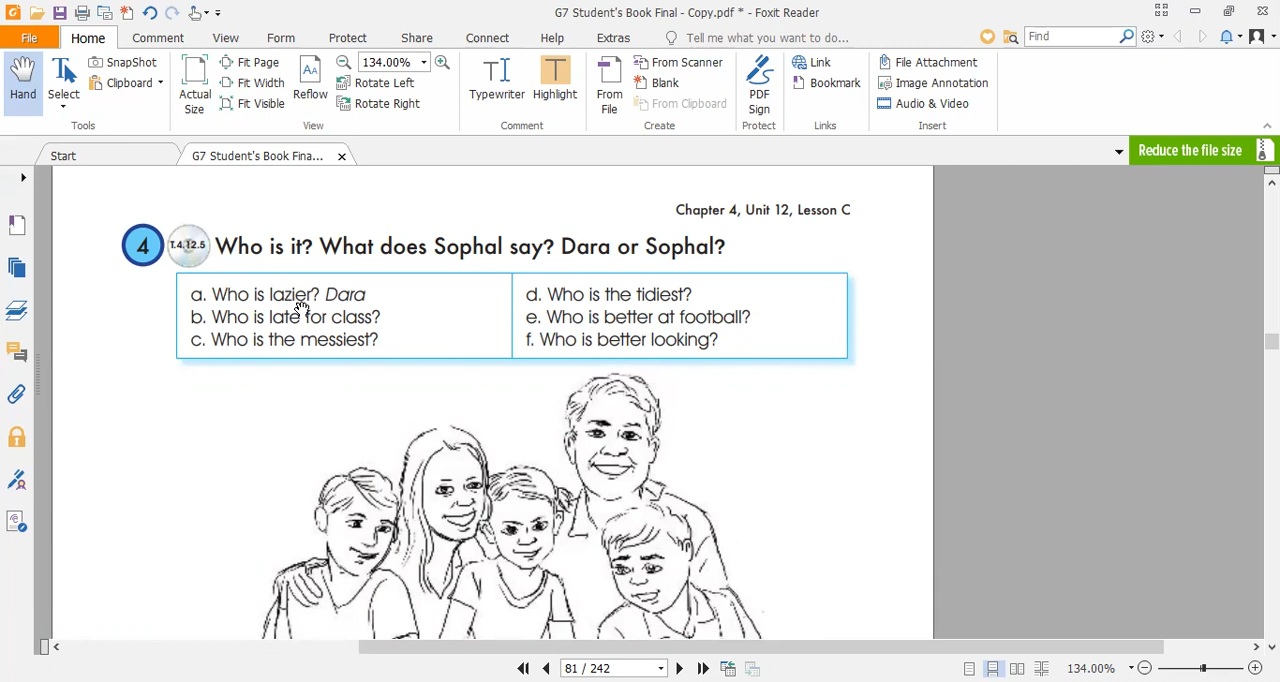 G7 Student's Book Final - Copy.pdf * - Foxit Reader
File Home Comment View Form Protect Share Connect Help Extras Tell me what you want to do... Find
Hand
Select
SnapShot
Clipboard
Tools
Actual Size
Fit Page
Fit Width
Fit Visible
Reflow
134.00%
Rotate Left
Rotate Right
View
Typewriter
Highlight
Comment
From File
From Scanner
Blank
From Clipboard
Create
PDF Sign
Protect
Link
Bookmark
Links
File Attachment
Image Annotation
Audio & Video
Insert
Start
G7 Student's Book Fina...
Reduce the file size
Chapter 4, Unit 12, Lesson C
4 T.4.12.5 Who is it? What does Sophal say? Dara or Sophal?
a. Who is lazier? Dara
b. Who is late for class?
c. Who is the messiest?
d. Who is the tidiest?
e. Who is better at football?
f. Who is better looking?
81 / 242
134.00%